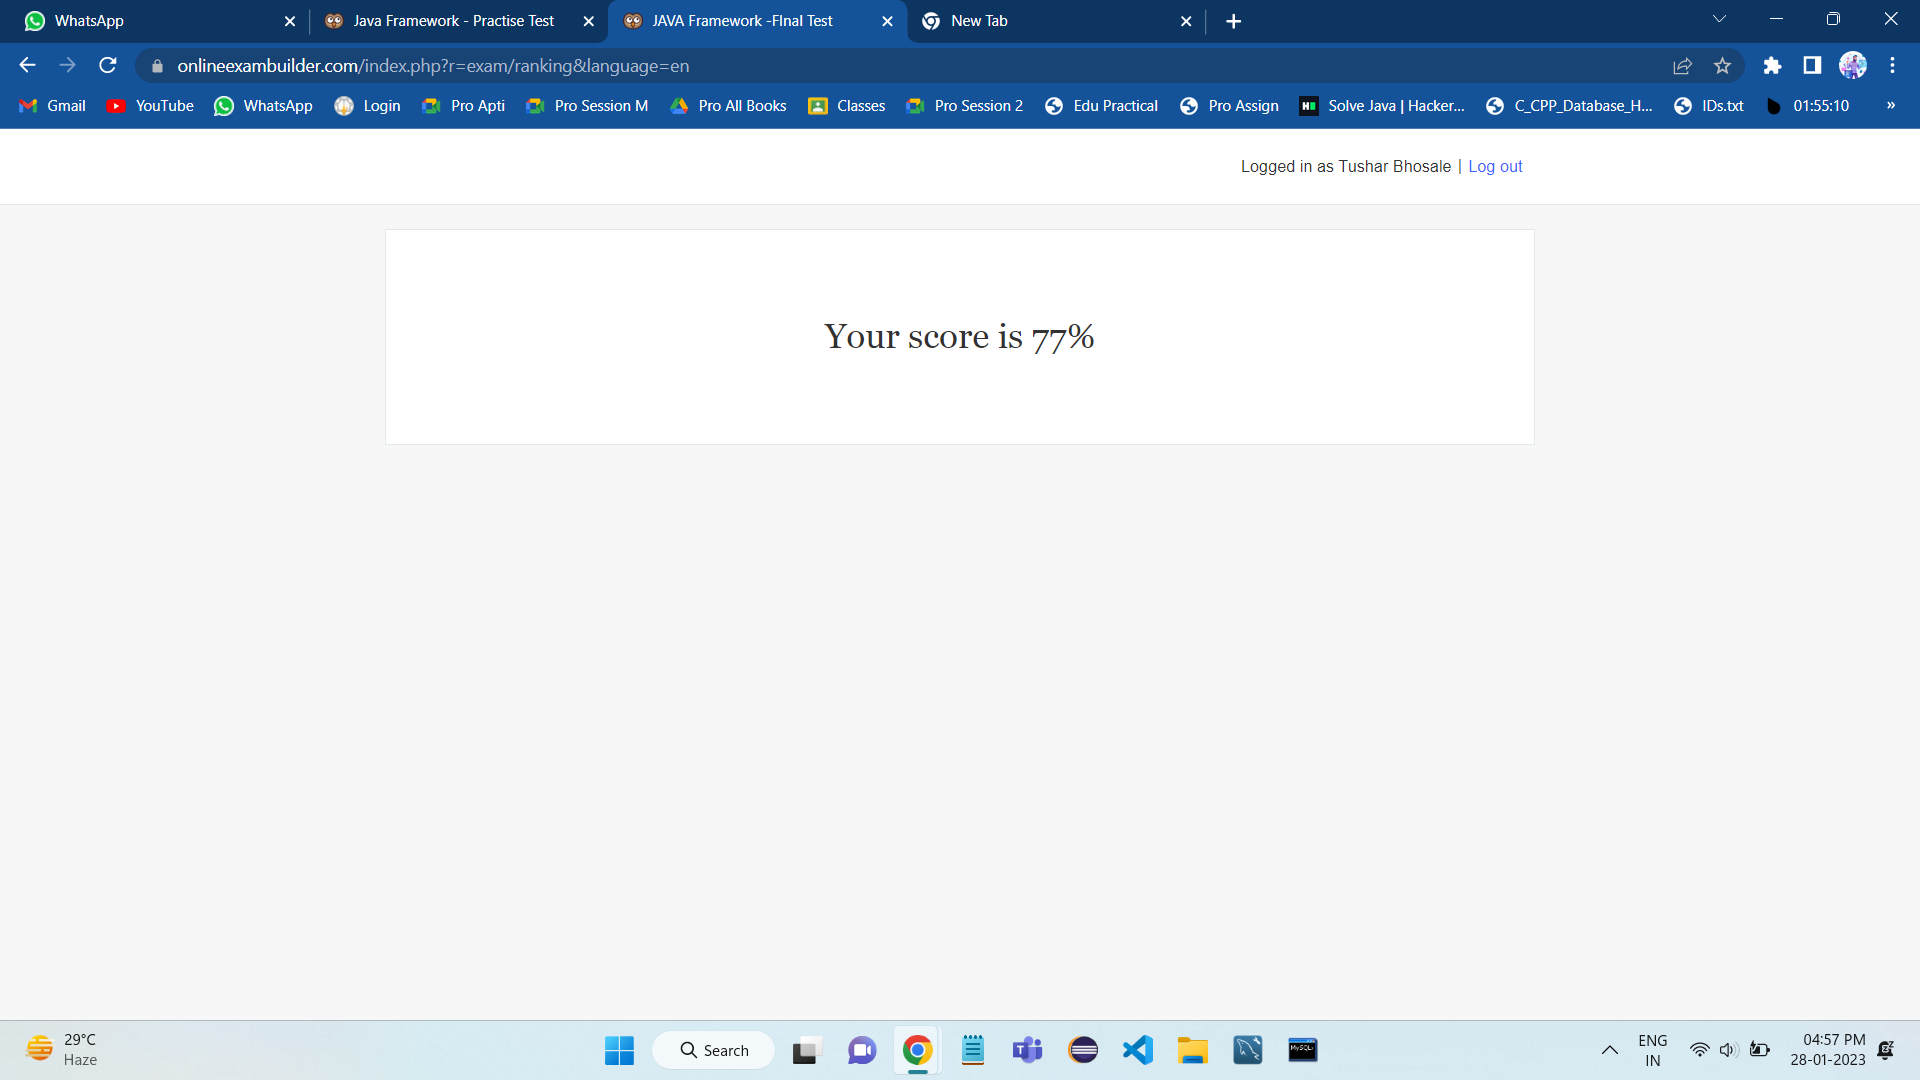 WhatsApp
Java Framework - Practise Test
JAVA Framework -FInal Test
New Tab
onlineexambuilder.com/index.php?r=exam/ranking&language=en
Gmail
YouTube
WhatsApp
Login
Pro Apti
Pro Session M
Pro All Books
Classes
Pro Session 2
Edu Practical
Pro Assign
Solve Java | Hacker...
C_CPP_Database_H...
IDs.txt
01:55:10
»
Logged in as Tushar Bhosale | Log out
Your score is 77%
29°C
Haze
Search
MySQL
ENG
IN
04:57 PM
28-01-2023